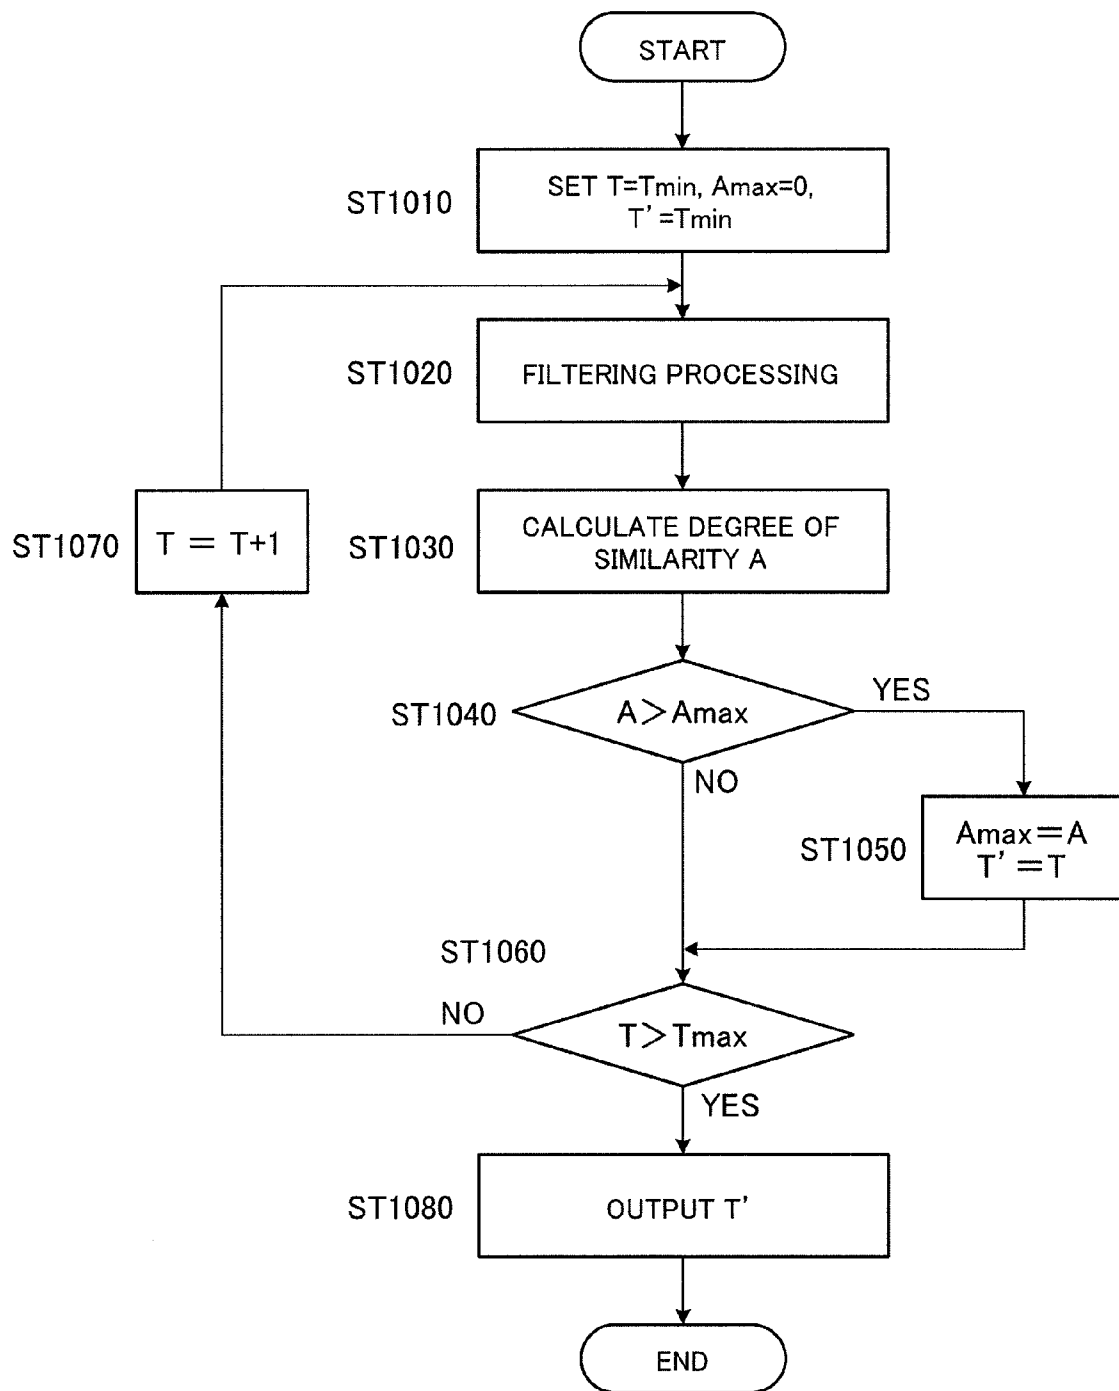 START
ST1010
SET T=Tmin, Amax=0,
T'=Tmin
ST1020
FILTERING PROCESSING
ST1070
T = T+1
ST1030
CALCULATE DEGREE OF
SIMILARITY A
ST1040
A>Amax
YES
NO
ST1050
Amax=A
T'=T
ST1060
NO
T>Tmax
YES
ST1080
OUTPUT T'
END